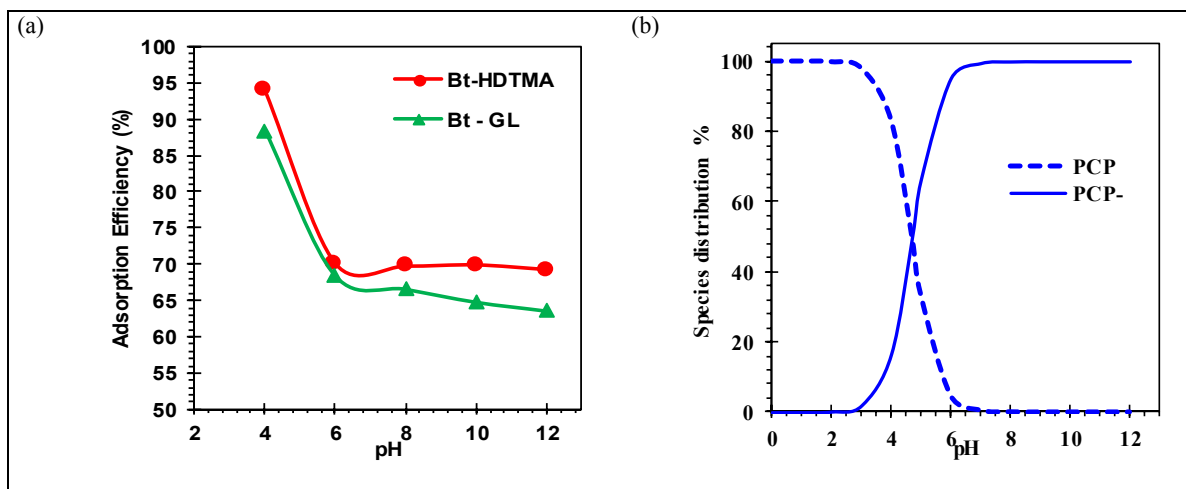 (a)
(b)
100
95
90
85
80
75
70
65
60
55
50
Adsorption Efficiency (%)
Bt-HDTMA
Bt - GL
2 4 6 8 10 12
pH
100
80
60
40
20
0
Species distribution %
PCP
PCP-
0 2 4 6 8 10 12
pH